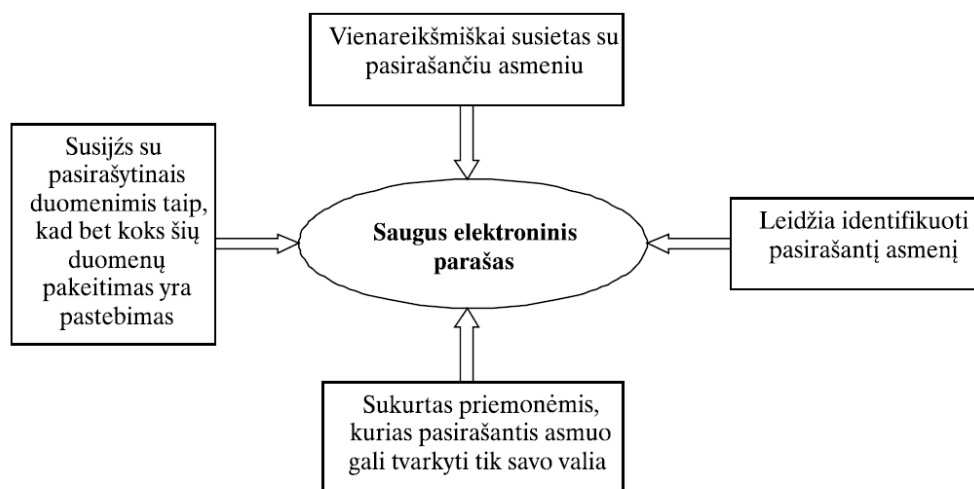 Vienareikšmiškai susietas su
pasirašančiu asmeniu
Susijźs su
pasirašytinais
duomenimis taip,
kad bet koks šių
duomenų
pakeitimas yra
pastebimas
Saugus elektroninis
parašas
Leidžia identifikuoti
pasirašantį asmenį
Sukurtas priemonėmis,
kurias pasirašantis asmuo
gali tvarkyti tik savo valia